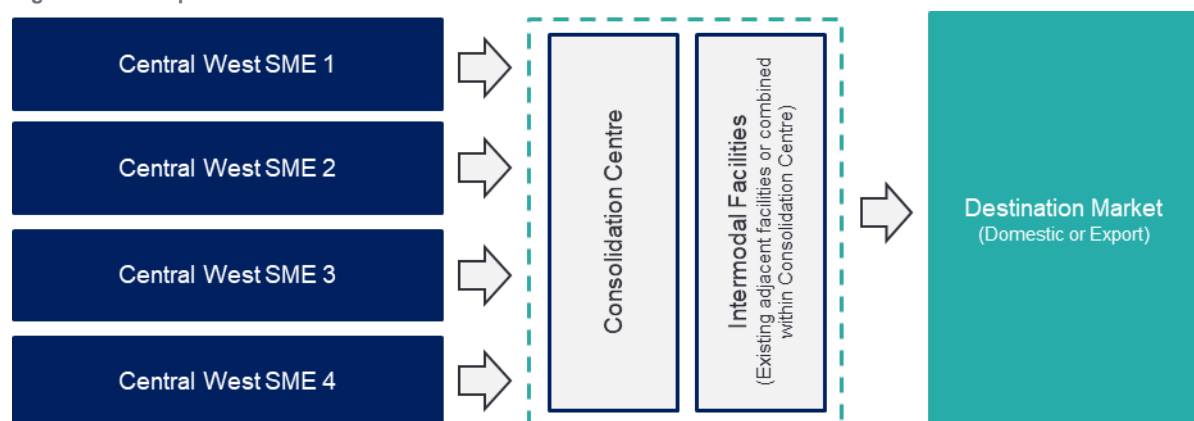 Central West SME 1
Central West SME 2
Central West SME 3
Central West SME 4
Consolidation Centre
Intermodal Facilities
(Existing adjacent facilities or combined
within Consolidation Centre)
Destination Market
(Domestic or Export)